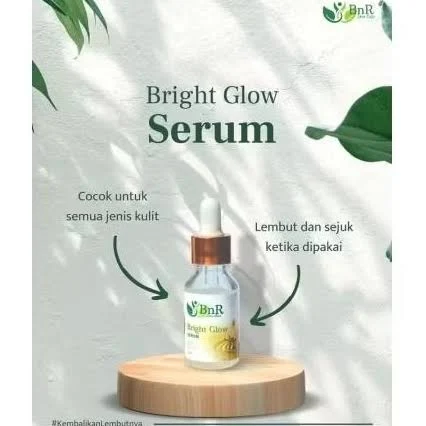 BnR
Bright Glow
Serum
Cocok untuk
semua jenis kulit
Lembut dan sejuk
ketika dipakai
BnR
Bright Glow
#KembalikanLembutnya